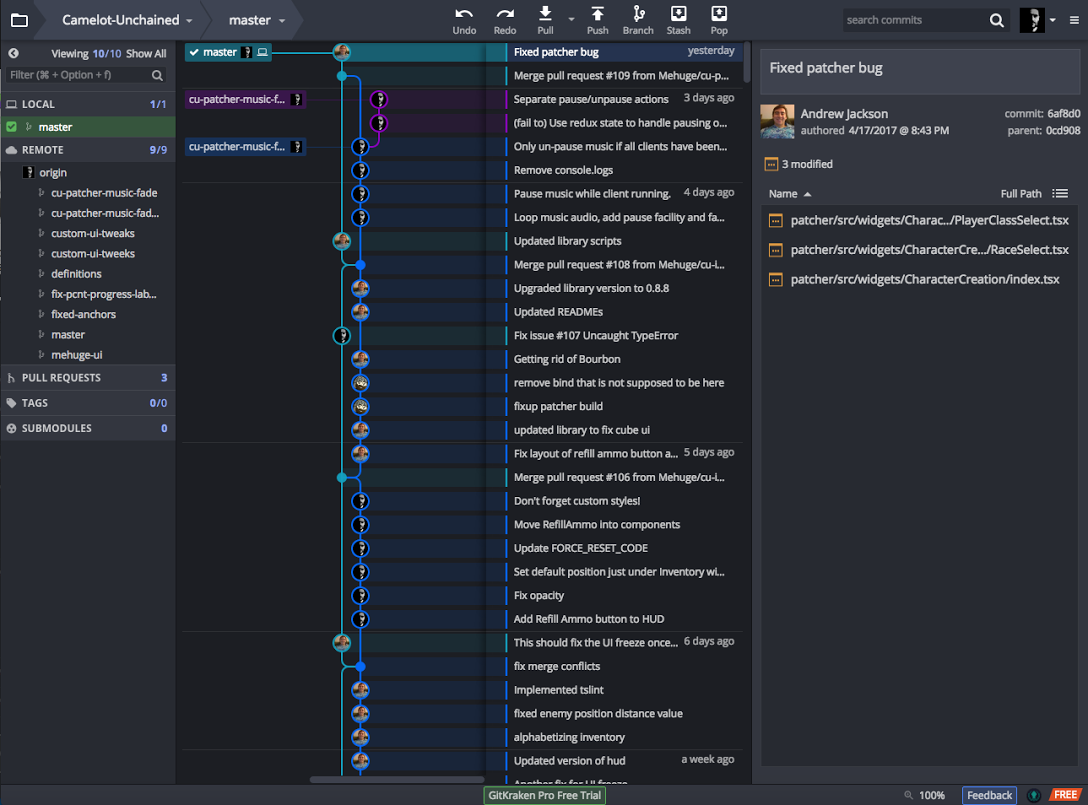 Camelot-Unchained
master
Undo
Redo
Pull
Push
Branch
Stash
Pop
search commits
Viewing 10/10 Show All
Filter (⌘ + Option + f)
LOCAL 1/1
master
REMOTE 9/9
origin
cu-patcher-music-fade
cu-patcher-music-fad...
custom-ui-tweaks
custom-ui-tweeks
definitions
fix-pcnt-progress-lab...
fixed-anchors
master
mehuge-ui
PULL REQUESTS 3
TAGS 0/0
SUBMODULES 0
master
cu-patcher-music-f...
cu-patcher-music-f...
Fixed patcher bug yesterday
Merge pull request #109 from Mehuge/cu-p...
Separate pause/unpause actions 3 days ago
(fail to) Use redux state to handle pausing o...
Only un-pause music if all clients have been...
Remove console.logs
Pause music while client running. 4 days ago
Loop music audio, add pause facility and fa...
Updated library scripts
Merge pull request #108 from Mehuge/cu-i...
Upgraded library version to 0.8.8
Updated READMEs
Fix issue #107 Uncaught TypeError
Getting rid of Bourbon
remove bind that is not supposed to be here
fixup patcher build
updated library to fix cube ui
Fix layout of refill ammo button a... 5 days ago
Merge pull request #106 from Mehuge/cu-i...
Don't forget custom styles!
Move RefillAmmo into components
Update FORCE_RESET_CODE
Set default position just under Inventory wi...
Fix opacity
Add Refill Ammo button to HUD
This should fix the UI freeze once... 6 days ago
fix merge conflicts
Implemented tslint
fixed enemy position distance value
alphabetizing inventory
Updated version of hud a week ago
Another fix for UI freeze
Fixed patcher bug
Andrew Jackson commit: 6af8d0
authored 4/17/2017 @ 8:43 PM parent: 0cd908
3 modified
Name Full Path
patcher/src/widgets/Charac.../PlayerClassSelect.tsx
patcher/src/widgets/CharacterCre.../RaceSelect.tsx
patcher/src/widgets/CharacterCreation/index.tsx
GitKraken Pro Free Trial
100%
Feedback
FREE